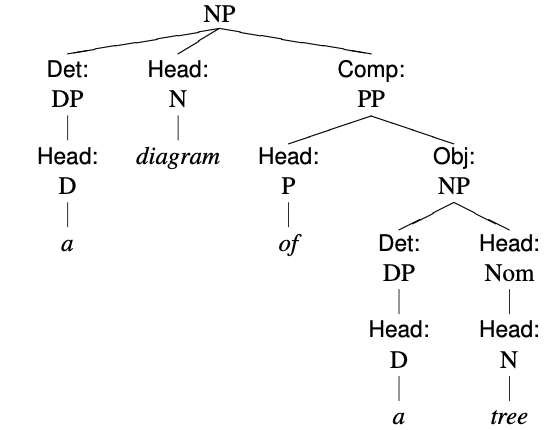 NP
Det: Head: Comp:
DP N PP
Head: diagram Head: Obj:
D P NP
a of Det: Head:
DP Nom
Head: Head:
D N
a tree